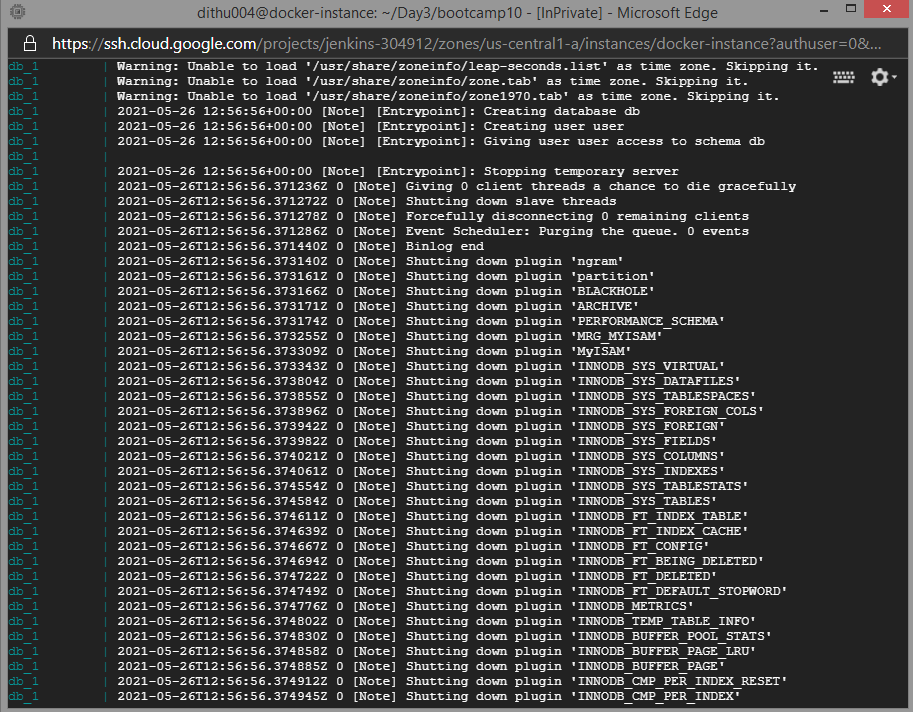 dithu004@docker-instance: ~/Day3/bootcamp10 - [InPrivate] - Microsoft Edge
https://ssh.cloud.google.com/projects/jenkins-304912/zones/us-central1-a/instances/docker-instance?authuser=0&...
db_1 | Warning: Unable to load '/usr/share/zoneinfo/leap-seconds.list' as time zone. Skipping it.
db_1 | Warning: Unable to load '/usr/share/zoneinfo/zone.tab' as time zone. Skipping it.
db_1 | Warning: Unable to load '/usr/share/zoneinfo/zone1970.tab' as time zone. Skipping it.
db_1 | 2021-05-26 12:56:56+00:00 [Note] [Entrypoint]: Creating database db
db_1 | 2021-05-26 12:56:56+00:00 [Note] [Entrypoint]: Creating user user
db_1 | 2021-05-26 12:56:56+00:00 [Note] [Entrypoint]: Giving user user access to schema db
db_1 |
db_1 | 2021-05-26 12:56:56+00:00 [Note] [Entrypoint]: Stopping temporary server
db_1 | 2021-05-26T12:56:56.371236Z 0 [Note] Giving 0 client threads a chance to die gracefully
db_1 | 2021-05-26T12:56:56.371272Z 0 [Note] Shutting down slave threads
db_1 | 2021-05-26T12:56:56.371278Z 0 [Note] Forcefully disconnecting 0 remaining clients
db_1 | 2021-05-26T12:56:56.371286Z 0 [Note] Event Scheduler: Purging the queue. 0 events
db_1 | 2021-05-26T12:56:56.371440Z 0 [Note] Binlog end
db_1 | 2021-05-26T12:56:56.373140Z 0 [Note] Shutting down plugin 'ngram'
db_1 | 2021-05-26T12:56:56.373161Z 0 [Note] Shutting down plugin 'partition'
db_1 | 2021-05-26T12:56:56.373166Z 0 [Note] Shutting down plugin 'BLACKHOLE'
db_1 | 2021-05-26T12:56:56.373171Z 0 [Note] Shutting down plugin 'ARCHIVE'
db_1 | 2021-05-26T12:56:56.373174Z 0 [Note] Shutting down plugin 'PERFORMANCE_SCHEMA'
db_1 | 2021-05-26T12:56:56.373255Z 0 [Note] Shutting down plugin 'MRG_MYISAM'
db_1 | 2021-05-26T12:56:56.373309Z 0 [Note] Shutting down plugin 'MyISAM'
db_1 | 2021-05-26T12:56:56.373343Z 0 [Note] Shutting down plugin 'INNODB_SYS_VIRTUAL'
db_1 | 2021-05-26T12:56:56.373804Z 0 [Note] Shutting down plugin 'INNODB_SYS_DATAFILES'
db_1 | 2021-05-26T12:56:56.373855Z 0 [Note] Shutting down plugin 'INNODB_SYS_TABLESPACES'
db_1 | 2021-05-26T12:56:56.373896Z 0 [Note] Shutting down plugin 'INNODB_SYS_FOREIGN_COLS'
db_1 | 2021-05-26T12:56:56.373942Z 0 [Note] Shutting down plugin 'INNODB_SYS_FOREIGN'
db_1 | 2021-05-26T12:56:56.373982Z 0 [Note] Shutting down plugin 'INNODB_SYS_FIELDS'
db_1 | 2021-05-26T12:56:56.374021Z 0 [Note] Shutting down plugin 'INNODB_SYS_COLUMNS'
db_1 | 2021-05-26T12:56:56.374061Z 0 [Note] Shutting down plugin 'INNODB_SYS_INDEXES'
db_1 | 2021-05-26T12:56:56.374554Z 0 [Note] Shutting down plugin 'INNODB_SYS_TABLESTATS'
db_1 | 2021-05-26T12:56:56.374584Z 0 [Note] Shutting down plugin 'INNODB_SYS_TABLES'
db_1 | 2021-05-26T12:56:56.374611Z 0 [Note] Shutting down plugin 'INNODB_FT_INDEX_TABLE'
db_1 | 2021-05-26T12:56:56.374639Z 0 [Note] Shutting down plugin 'INNODB_FT_INDEX_CACHE'
db_1 | 2021-05-26T12:56:56.374667Z 0 [Note] Shutting down plugin 'INNODB_FT_CONFIG'
db_1 | 2021-05-26T12:56:56.374694Z 0 [Note] Shutting down plugin 'INNODB_FT_BEING_DELETED'
db_1 | 2021-05-26T12:56:56.374722Z 0 [Note] Shutting down plugin 'INNODB_FT_DELETED'
db_1 | 2021-05-26T12:56:56.374749Z 0 [Note] Shutting down plugin 'INNODB_FT_DEFAULT_STOPWORD'
db_1 | 2021-05-26T12:56:56.374776Z 0 [Note] Shutting down plugin 'INNODB_METRICS'
db_1 | 2021-05-26T12:56:56.374802Z 0 [Note] Shutting down plugin 'INNODB_TEMP_TABLE_INFO'
db_1 | 2021-05-26T12:56:56.374830Z 0 [Note] Shutting down plugin 'INNODB_BUFFER_POOL_STATS'
db_1 | 2021-05-26T12:56:56.374858Z 0 [Note] Shutting down plugin 'INNODB_BUFFER_PAGE_LRU'
db_1 | 2021-05-26T12:56:56.374885Z 0 [Note] Shutting down plugin 'INNODB_BUFFER_PAGE'
db_1 | 2021-05-26T12:56:56.374912Z 0 [Note] Shutting down plugin 'INNODB_CMP_PER_INDEX_RESET'
db_1 | 2021-05-26T12:56:56.374945Z 0 [Note] Shutting down plugin 'INNODB_CMP_PER_INDEX'